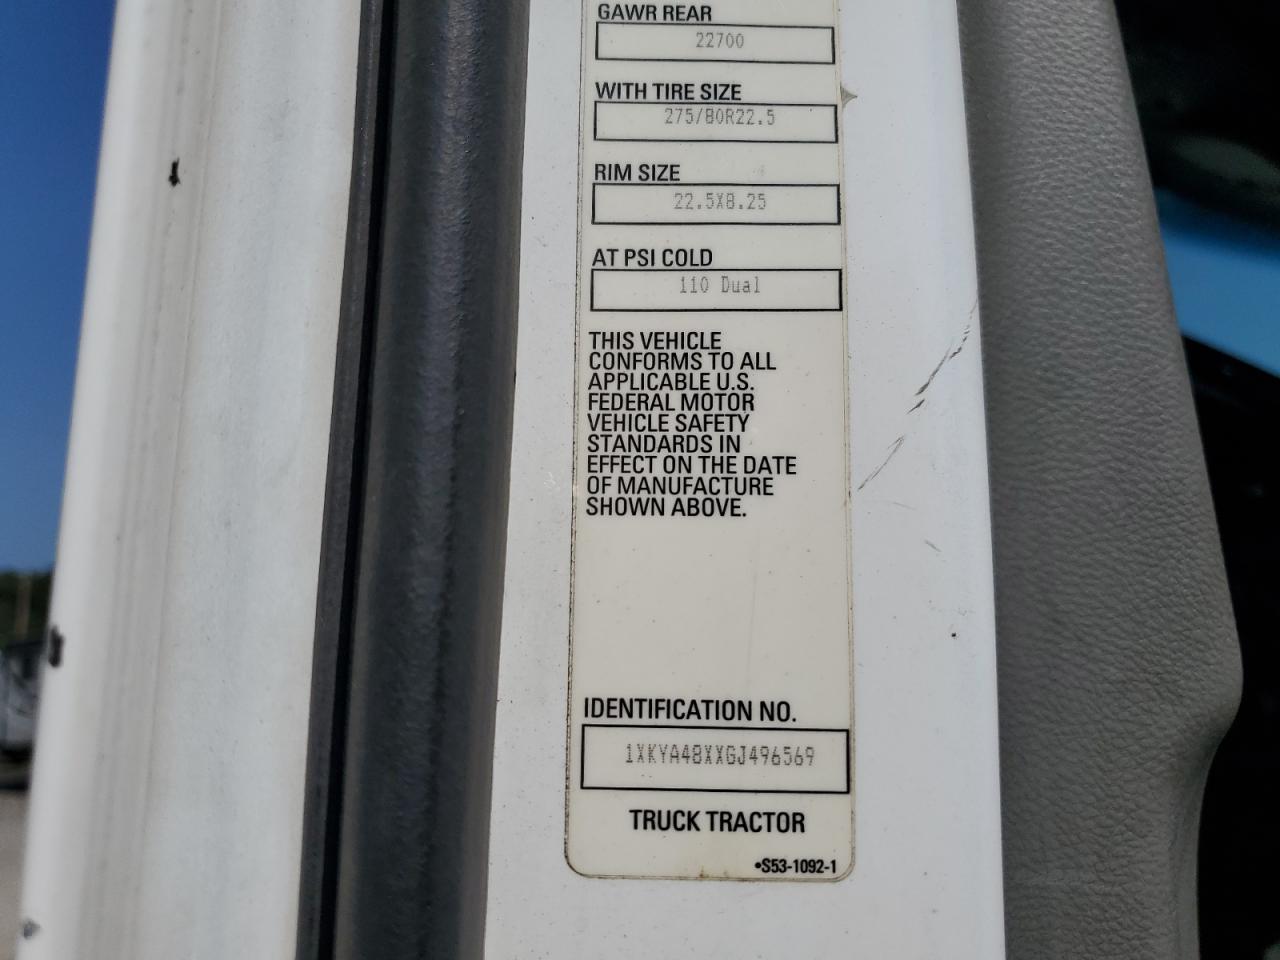 GAWR REAR
22700
WITH TIRE SIZE
275/80R22.5
RIM SIZE
22.5X8.25
AT PSI COLD
110 Dual
THIS VEHICLE
CONFORMS TO ALL
APPLICABLE U.S.
FEDERAL MOTOR
VEHICLE SAFETY
STANDARDS IN
EFFECT ON THE DATE
OF MANUFACTURE
SHOWN ABOVE.
IDENTIFICATION NO.
1XKYA48XXGJ496569
TRUCK TRACTOR
•S53-1092-1